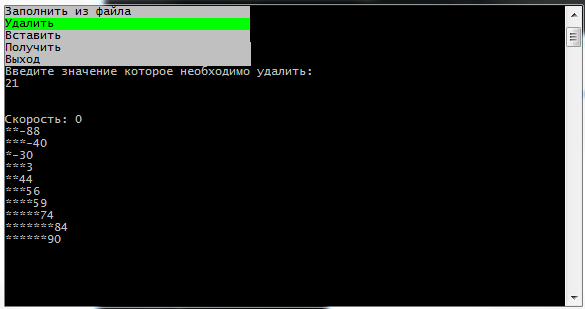 Заполнить из файла
Удалить
Вставить
Получить
Выход
Введите значение которое необходимо удалить:
21
Скорость: 0
**-88
***-40
*-30
***3
**44
***56
****59
*****74
*******84
******90